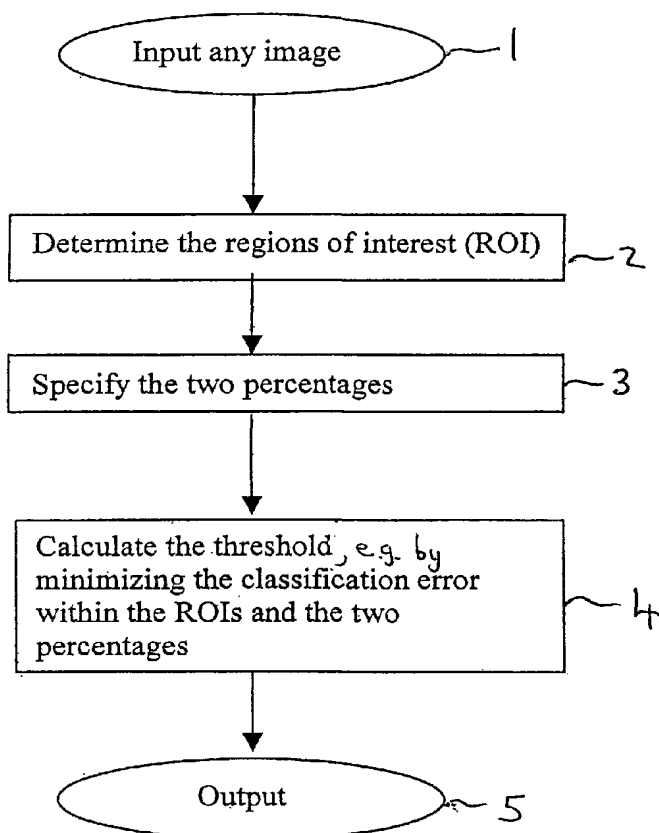 Input any image
1
Determine the regions of interest (ROI)
2
Specify the two percentages
3
Calculate the threshold, e.g. by
minimizing the classification error
within the ROIs and the two
percentages
4
Output
5